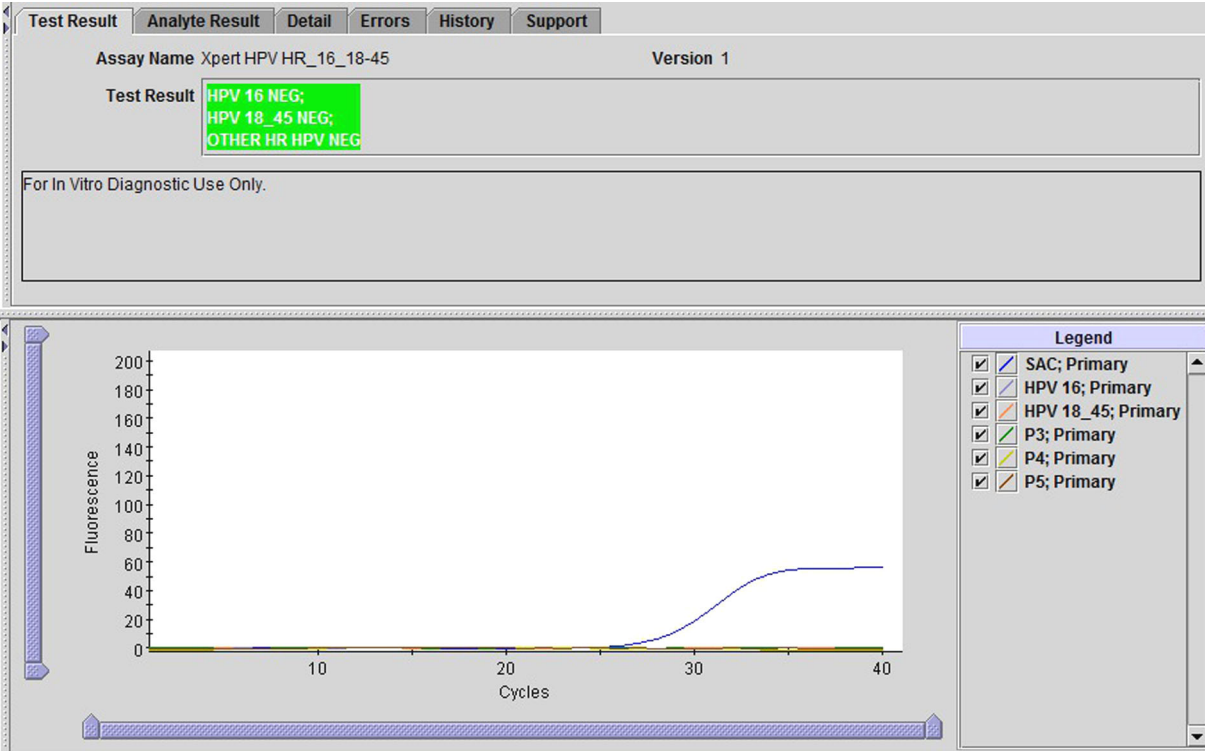 Test Result Analyte Result Detail Errors History Support
Assay Name Xpert HPV HR_16_18-45 Version 1
Test Result HPV 16 NEG;
HPV 18_45 NEG;
OTHER HR HPV NEG
For In Vitro Diagnostic Use Only.
Legend
SAC; Primary
HPV 16; Primary
HPV 18_45; Primary
P3; Primary
P4; Primary
P5; Primary
Fluorescence
200
180
160
140
120
100
80
60
40
20
0
10 20 30 40
Cycles